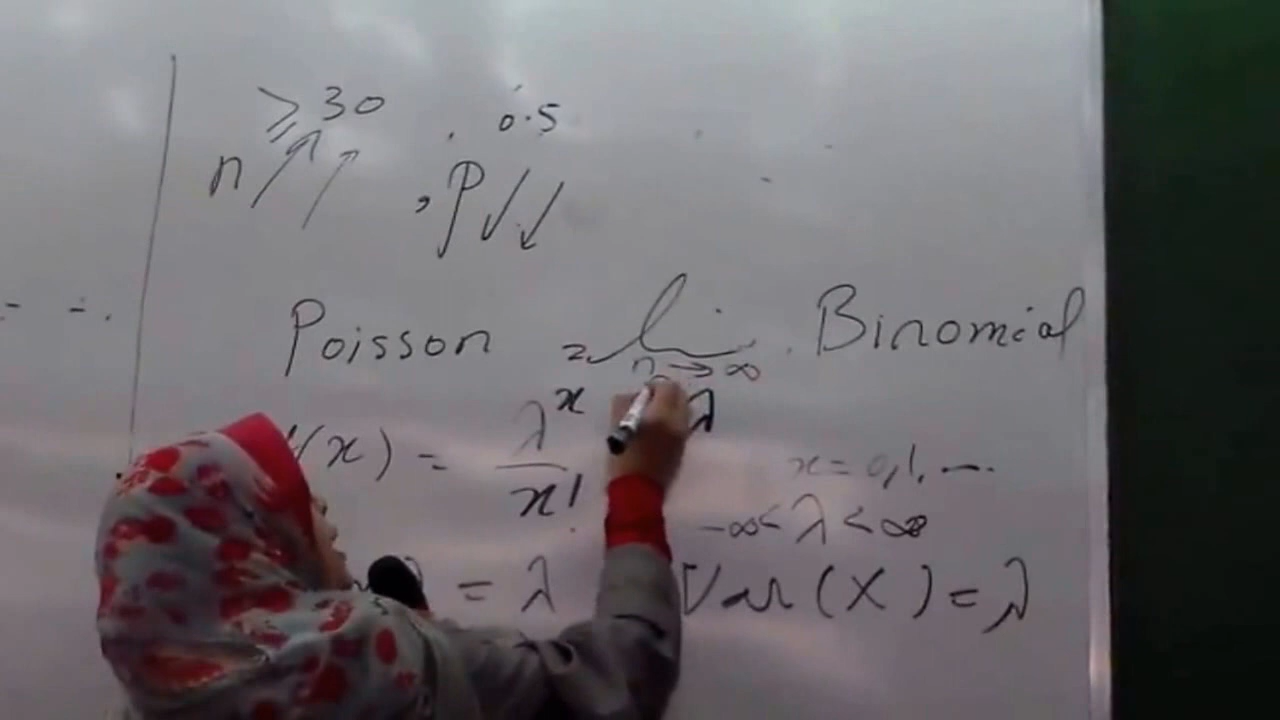 ≥ 30
0.5
n ↗↗ , p ↙↙
Poisson = lim n→∞ Binomial
(x) = λ^x / x! λ x = 0, 1, ...
-∞ < λ < ∞
= λ Var(X) = λ